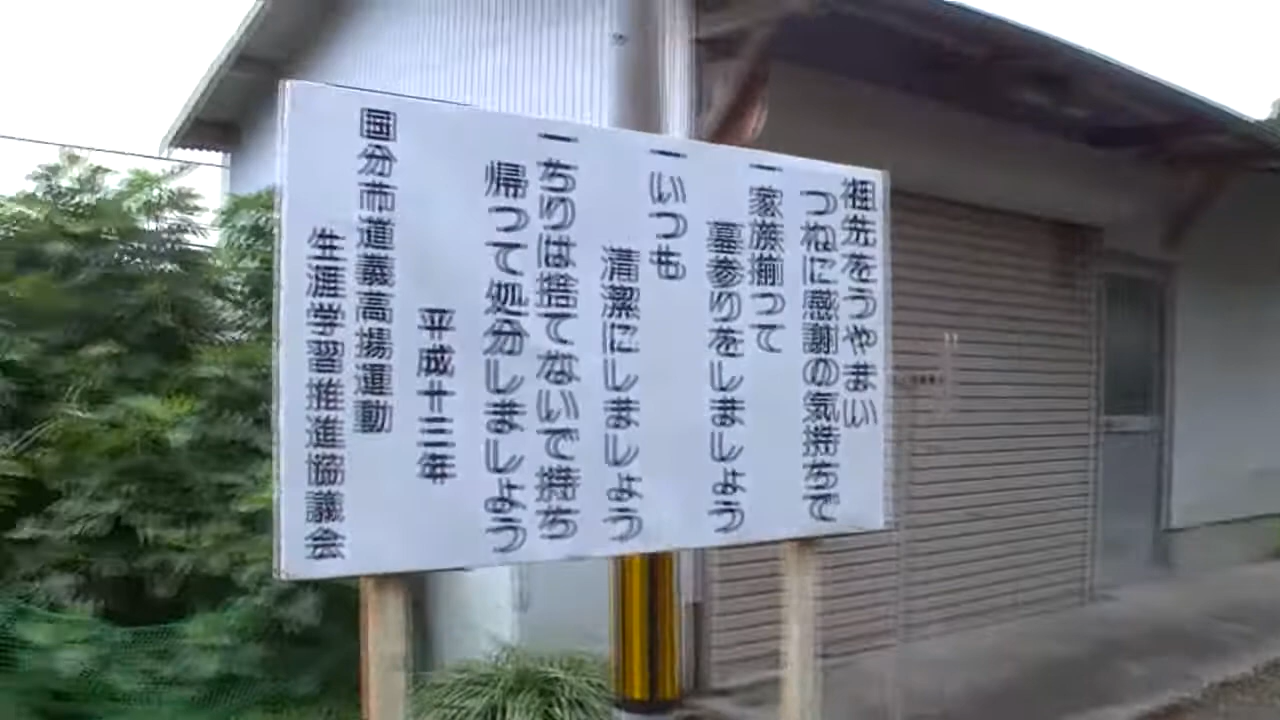 祖先をうやまい
つねに感謝の気持ちで
一家族揃って
墓参りをしましょう
一いつも
清潔にしましょう
一ちりは捨てないで持ち
帰って処分しましょう
平成十三年
国分市道義高揚運動
生涯学習推進協議会